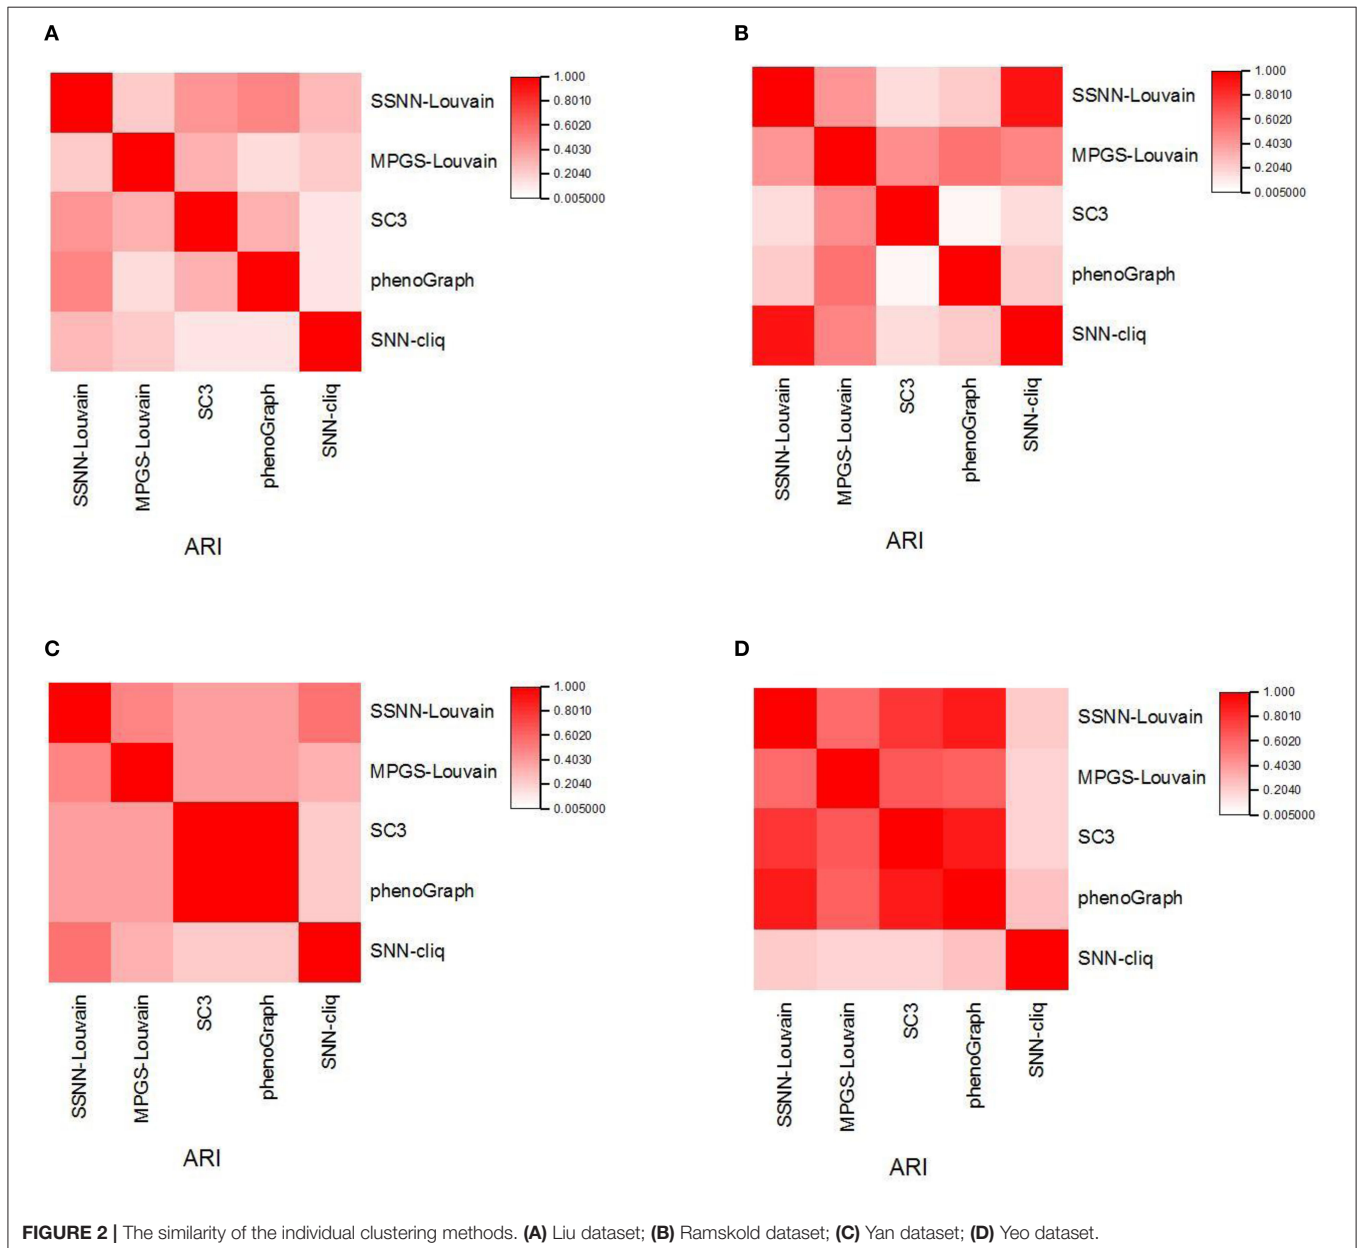 A
1.000
0.8010
0.6020
0.4030
0.2040
0.005000
SSNN-Louvain
MPGS-Louvain
SC3
phenoGraph
SNN-cliq
SSNN-Louvain
MPGS-Louvain
SC3
phenoGraph
SNN-cliq
ARI
B
1.000
0.8010
0.6020
0.4030
0.2040
0.005000
SSNN-Louvain
MPGS-Louvain
SC3
phenoGraph
SNN-cliq
SSNN-Louvain
MPGS-Louvain
SC3
phenoGraph
SNN-cliq
ARI
C
1.000
0.8010
0.6020
0.4030
0.2040
0.005000
SSNN-Louvain
MPGS-Louvain
SC3
phenoGraph
SNN-cliq
SSNN-Louvain
MPGS-Louvain
SC3
phenoGraph
SNN-cliq
ARI
D
1.000
0.8010
0.6020
0.4030
0.2040
0.005000
SSNN-Louvain
MPGS-Louvain
SC3
phenoGraph
SNN-cliq
SSNN-Louvain
MPGS-Louvain
SC3
phenoGraph
SNN-cliq
ARI
FIGURE 2 | The similarity of the individual clustering methods. (A) Liu dataset; (B) Ramskold dataset; (C) Yan dataset; (D) Yeo dataset.